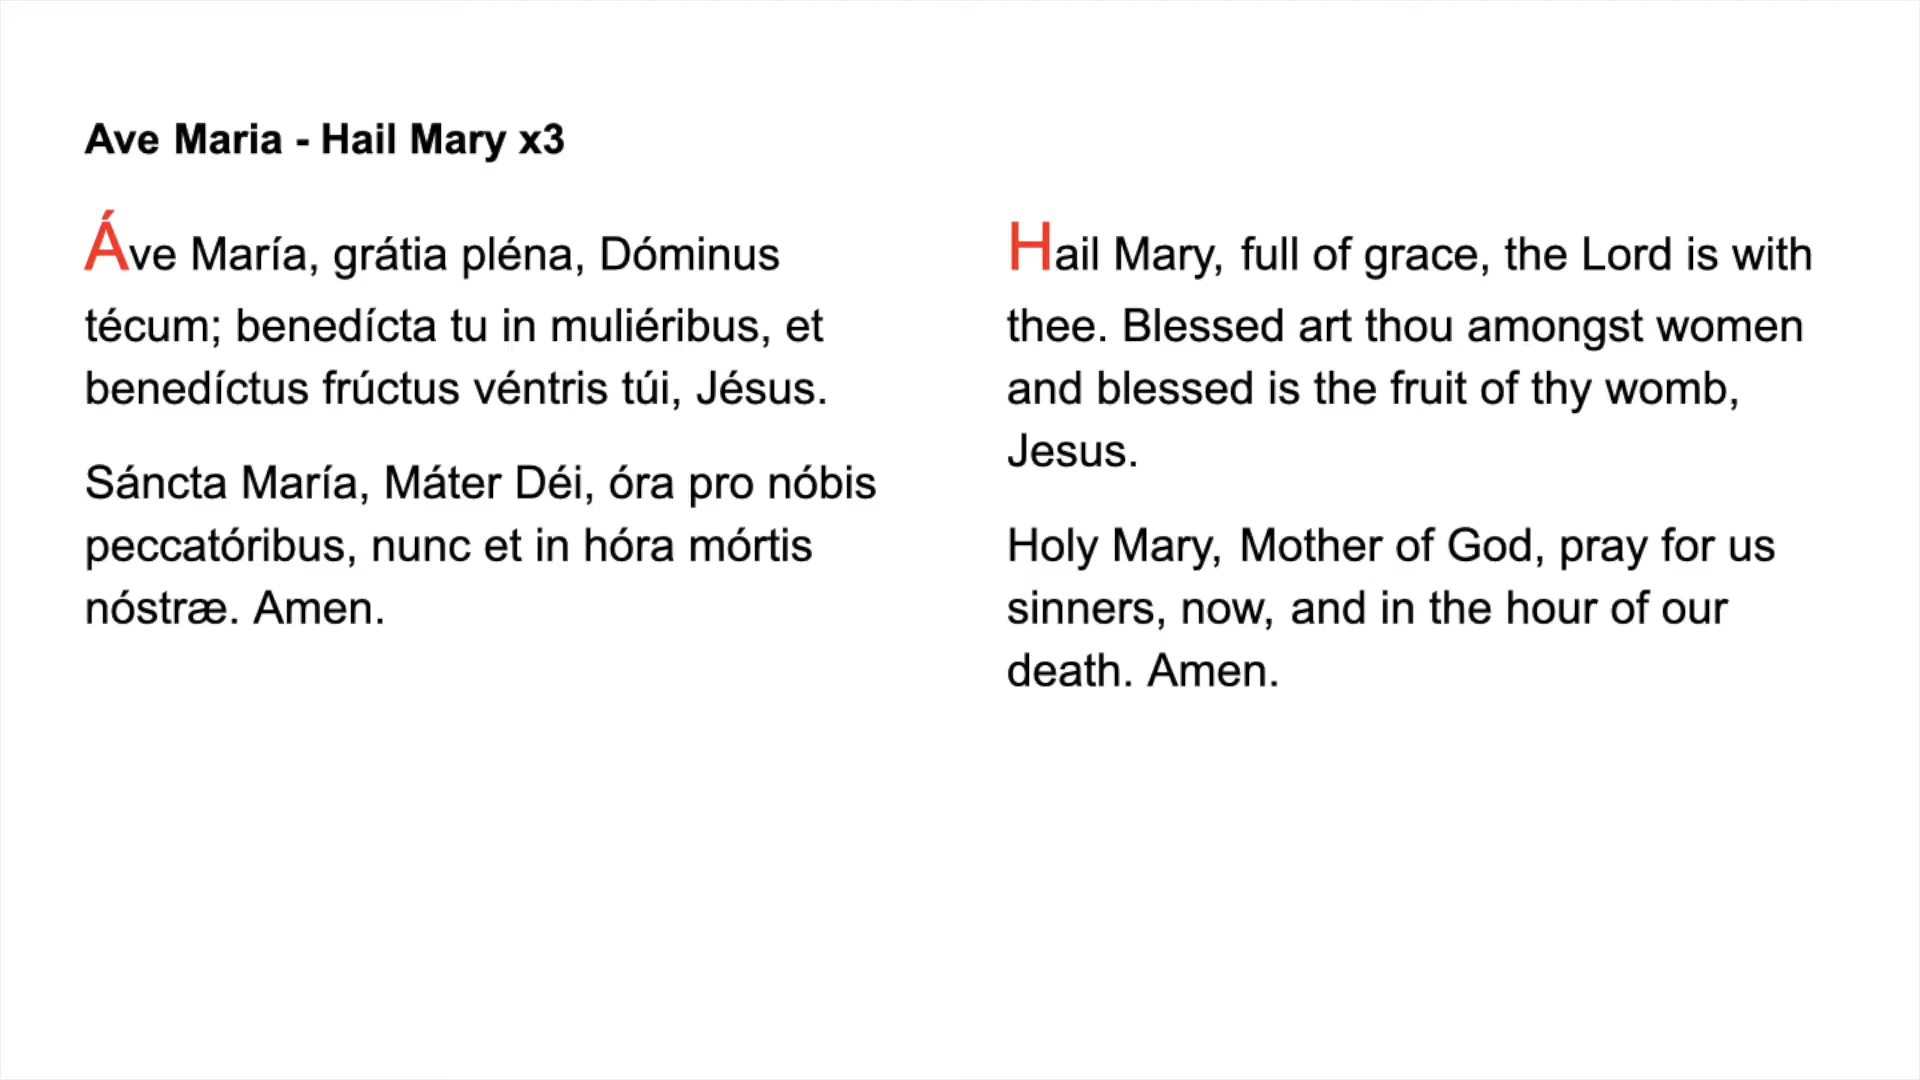 Ave Maria - Hail Mary x3
Áve María, grátia pléna, Dóminus
técum; benedícta tu in muliéribus, et
benedíctus frúctus véntris túi, Jésus.
Sáncta María, Máter Déi, óra pro nóbis
peccatóribus, nunc et in hóra mórtis
nóstræ. Amen.
Hail Mary, full of grace, the Lord is with
thee. Blessed art thou amongst women
and blessed is the fruit of thy womb,
Jesus.
Holy Mary, Mother of God, pray for us
sinners, now, and in the hour of our
death. Amen.